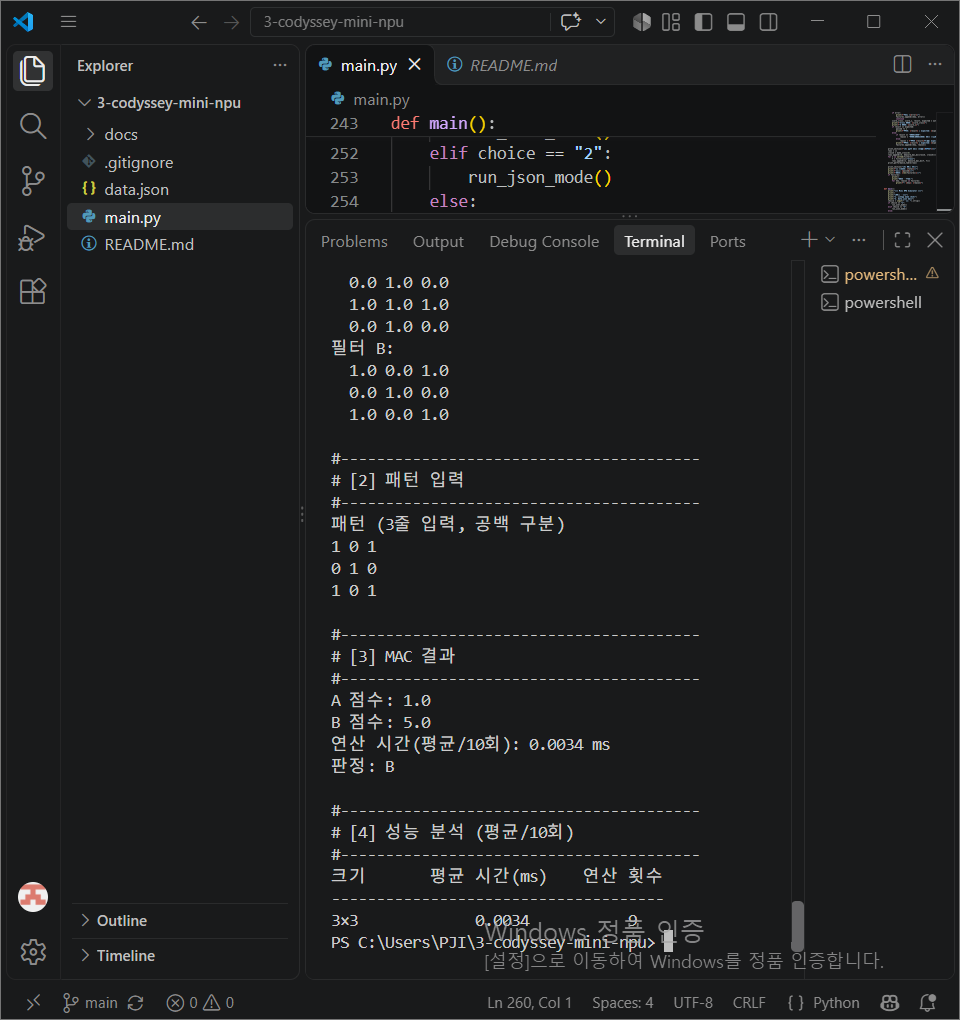 3-codyssey-mini-npu
Explorer
3-codyssey-mini-npu
docs
.gitignore
data.json
main.py
README.md
Outline
Timeline
main.py
README.md
main.py
243 def main():
252 elif choice == "2":
253 run_json_mode()
254 else:
Problems Output Debug Console Terminal Ports
powersh...
powershell
0.0 1.0 0.0
1.0 1.0 1.0
0.0 1.0 0.0
필터 B:
1.0 0.0 1.0
0.0 1.0 0.0
1.0 0.0 1.0
#----------------------------------------
# [2] 패턴 입력
#----------------------------------------
패턴 (3줄 입력, 공백 구분)
1 0 1
0 1 0
1 0 1
#----------------------------------------
# [3] MAC 결과
#----------------------------------------
A 점수: 1.0
B 점수: 5.0
연산 시간(평균/10회): 0.0034 ms
판정: B
#----------------------------------------
# [4] 성능 분석 (평균/10회)
#----------------------------------------
크기 평균 시간(ms) 연산 횟수
-------------------------------------
3×3 0.0034 9
PS C:\Users\PJI\3-codyssey-mini-npu>
Windows 정품 인증
[설정]으로 이동하여 Windows를 정품 인증합니다.
main 0 0 Ln 260, Col 1 Spaces: 4 UTF-8 CRLF { } Python